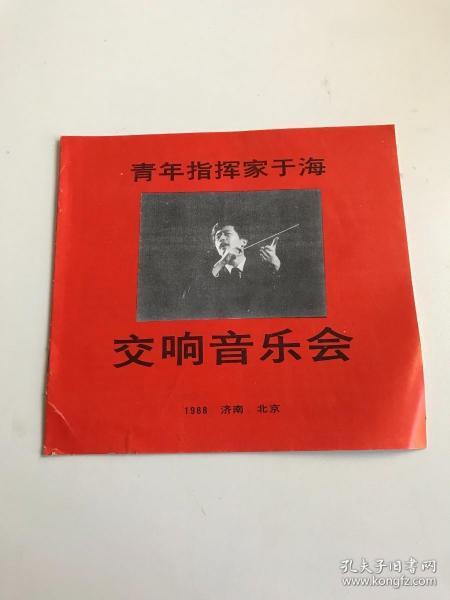 青年指挥家于海
交响音乐会
1988 济南 北京
孔夫子旧书网
www.kongfz.com